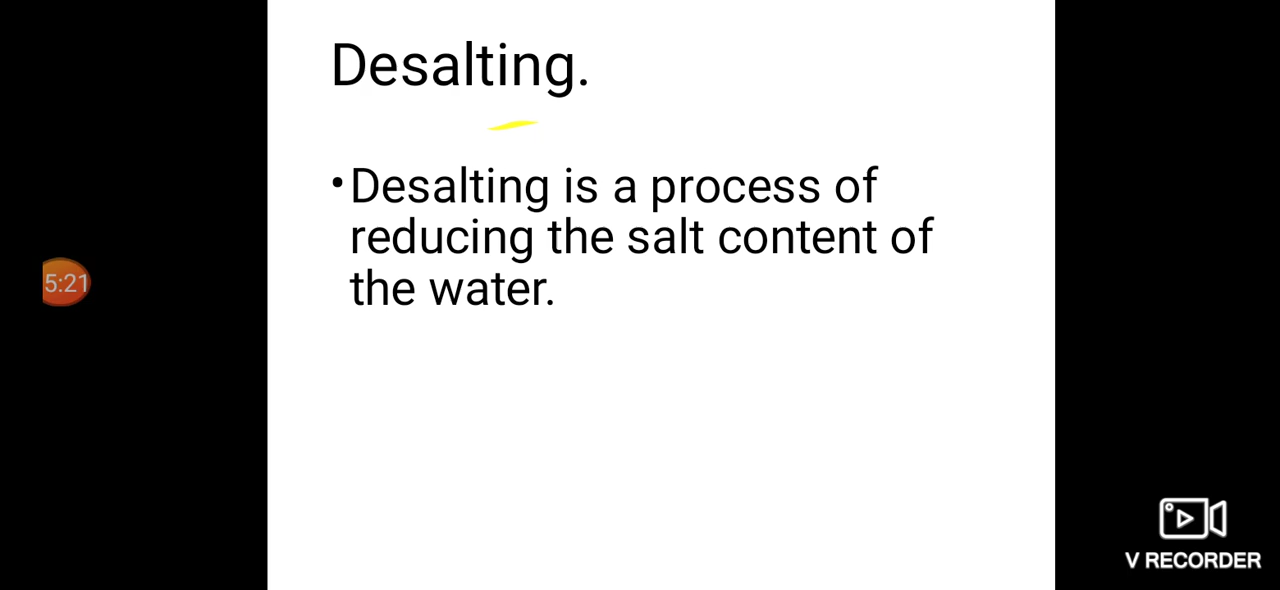 Desalting.
•Desalting is a process of
reducing the salt content of
the water.
5:21
V RECORDER